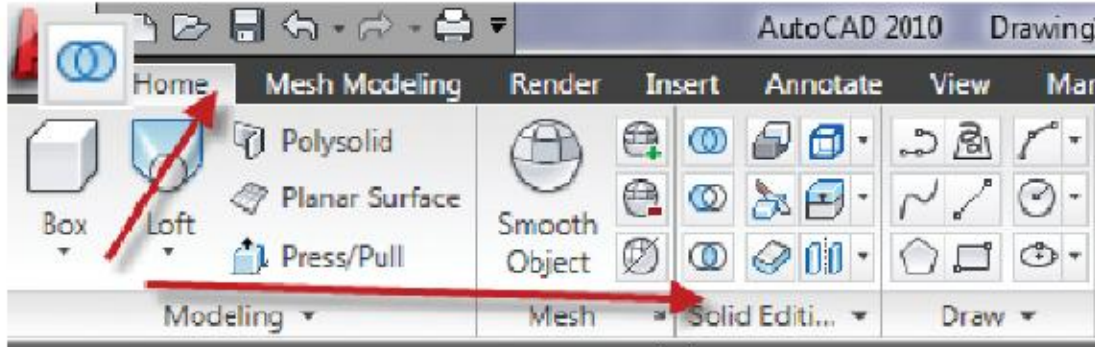 AutoCAD 2010 Drawing
Home Mesh Modeling Render Insert Annotate View Mar
Polysolid
Planar Surface
Press/Pull
Box Loft
Smooth
Object
Modeling Mesh Solid Editi... Draw